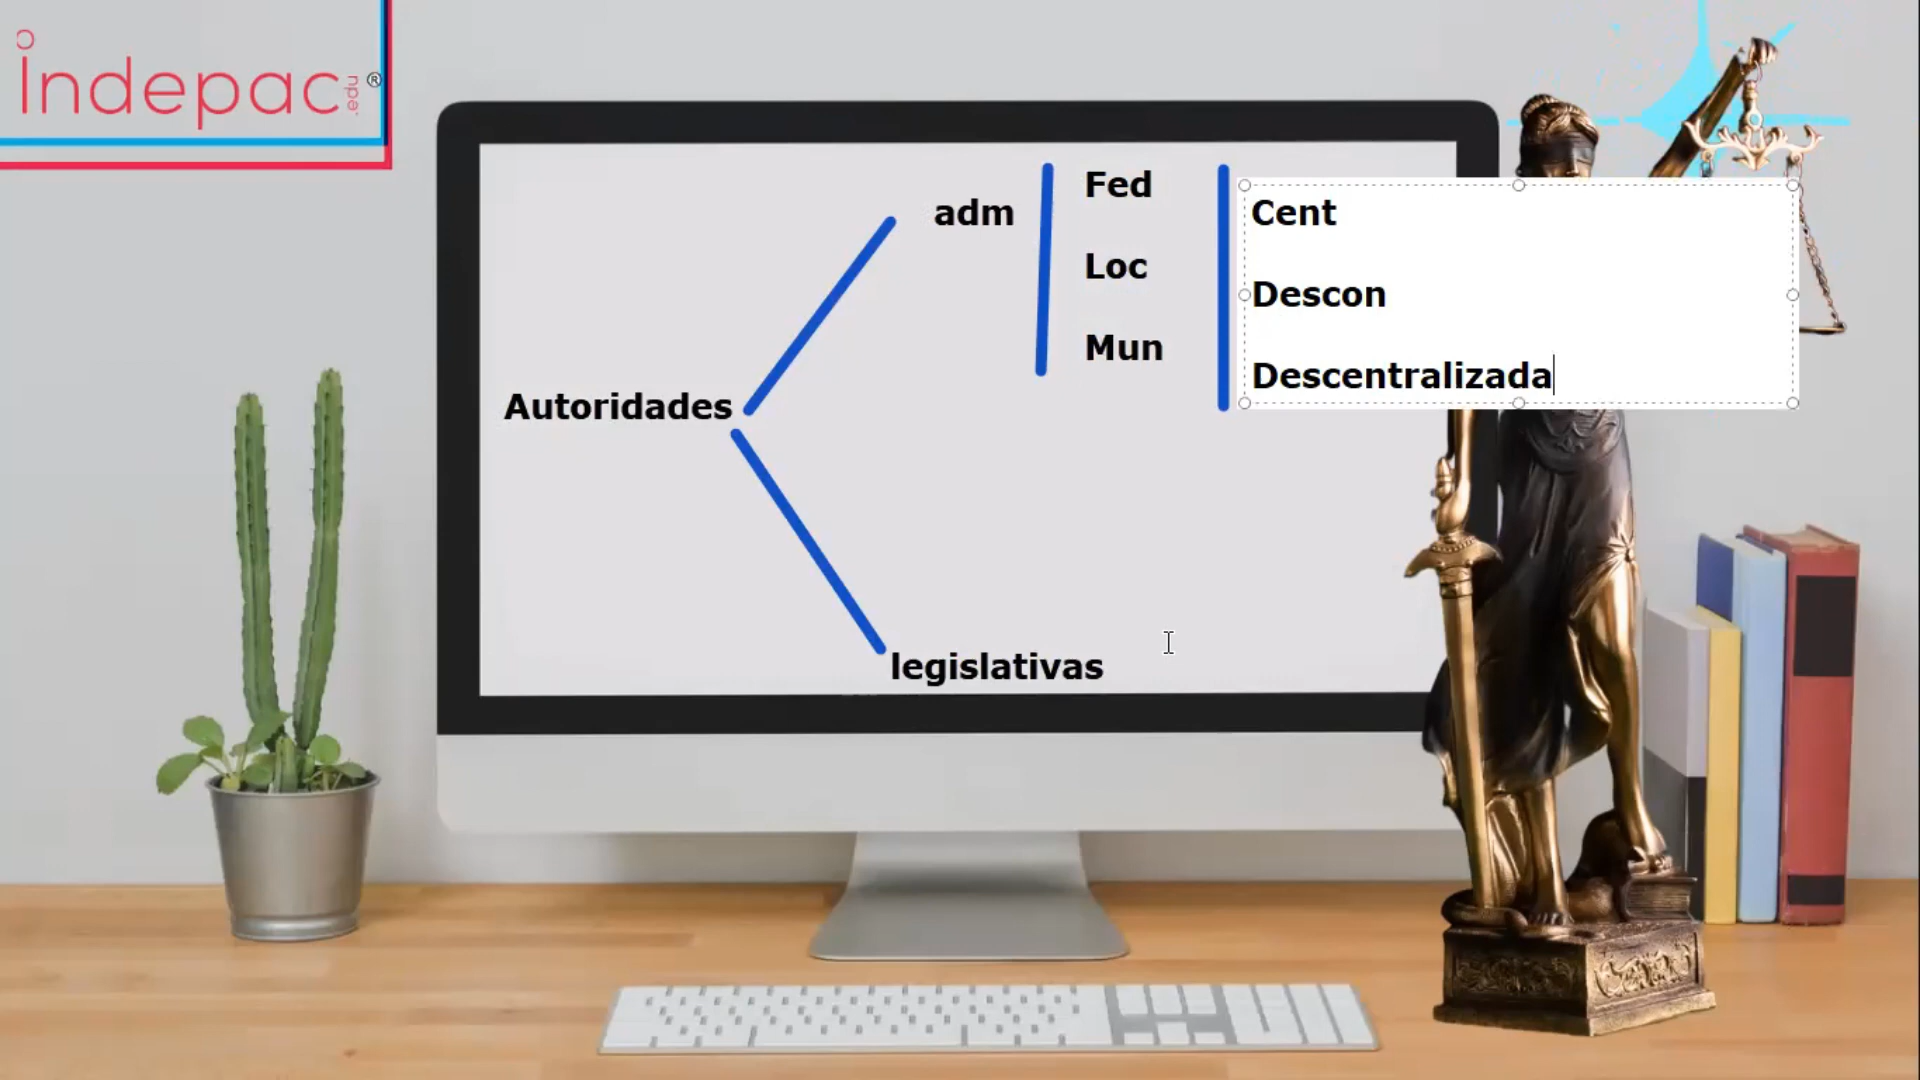 indepac
.edu
®
adm
Fed
Loc
Mun
Cent
Descon
Descentralizada
Autoridades
legislativas